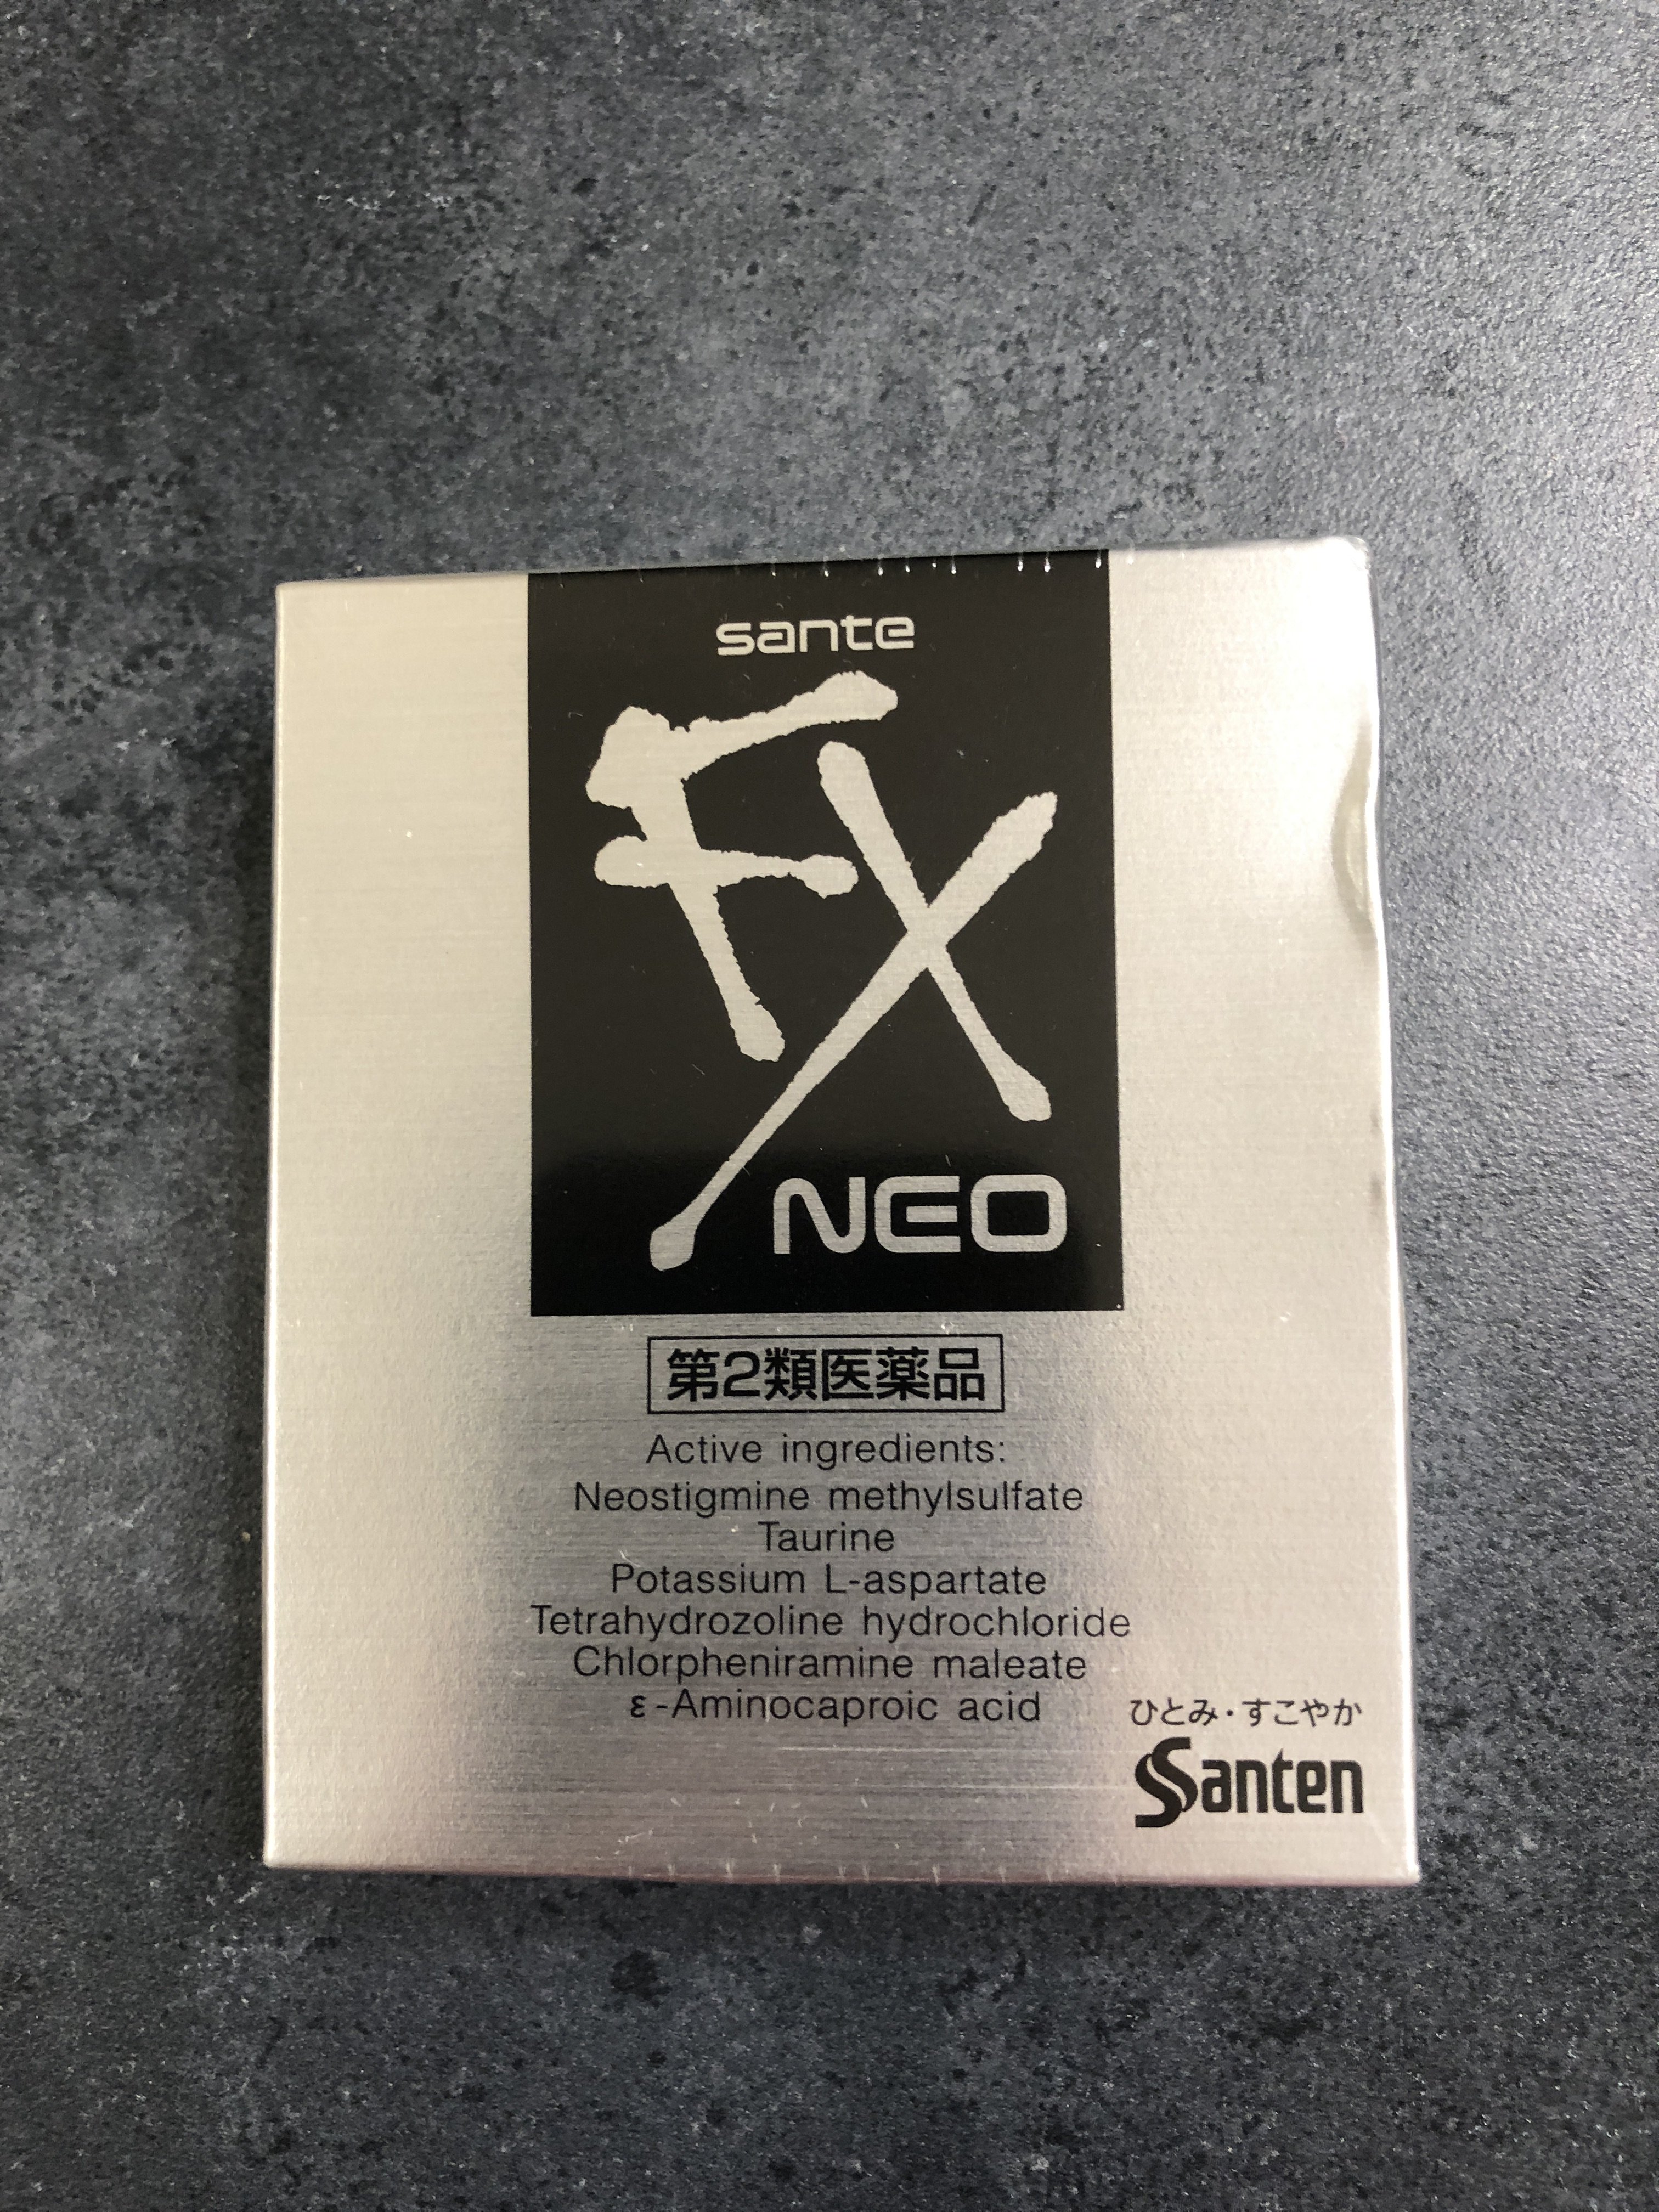 sante
FX
NEO
第2類医薬品
Active ingredients:
Neostigmine methylsulfate
Taurine
Potassium L-aspartate
Tetrahydrozoline hydrochloride
Chlorpheniramine maleate
ε-Aminocaproic acid
ひとみ・すこやか
Santen